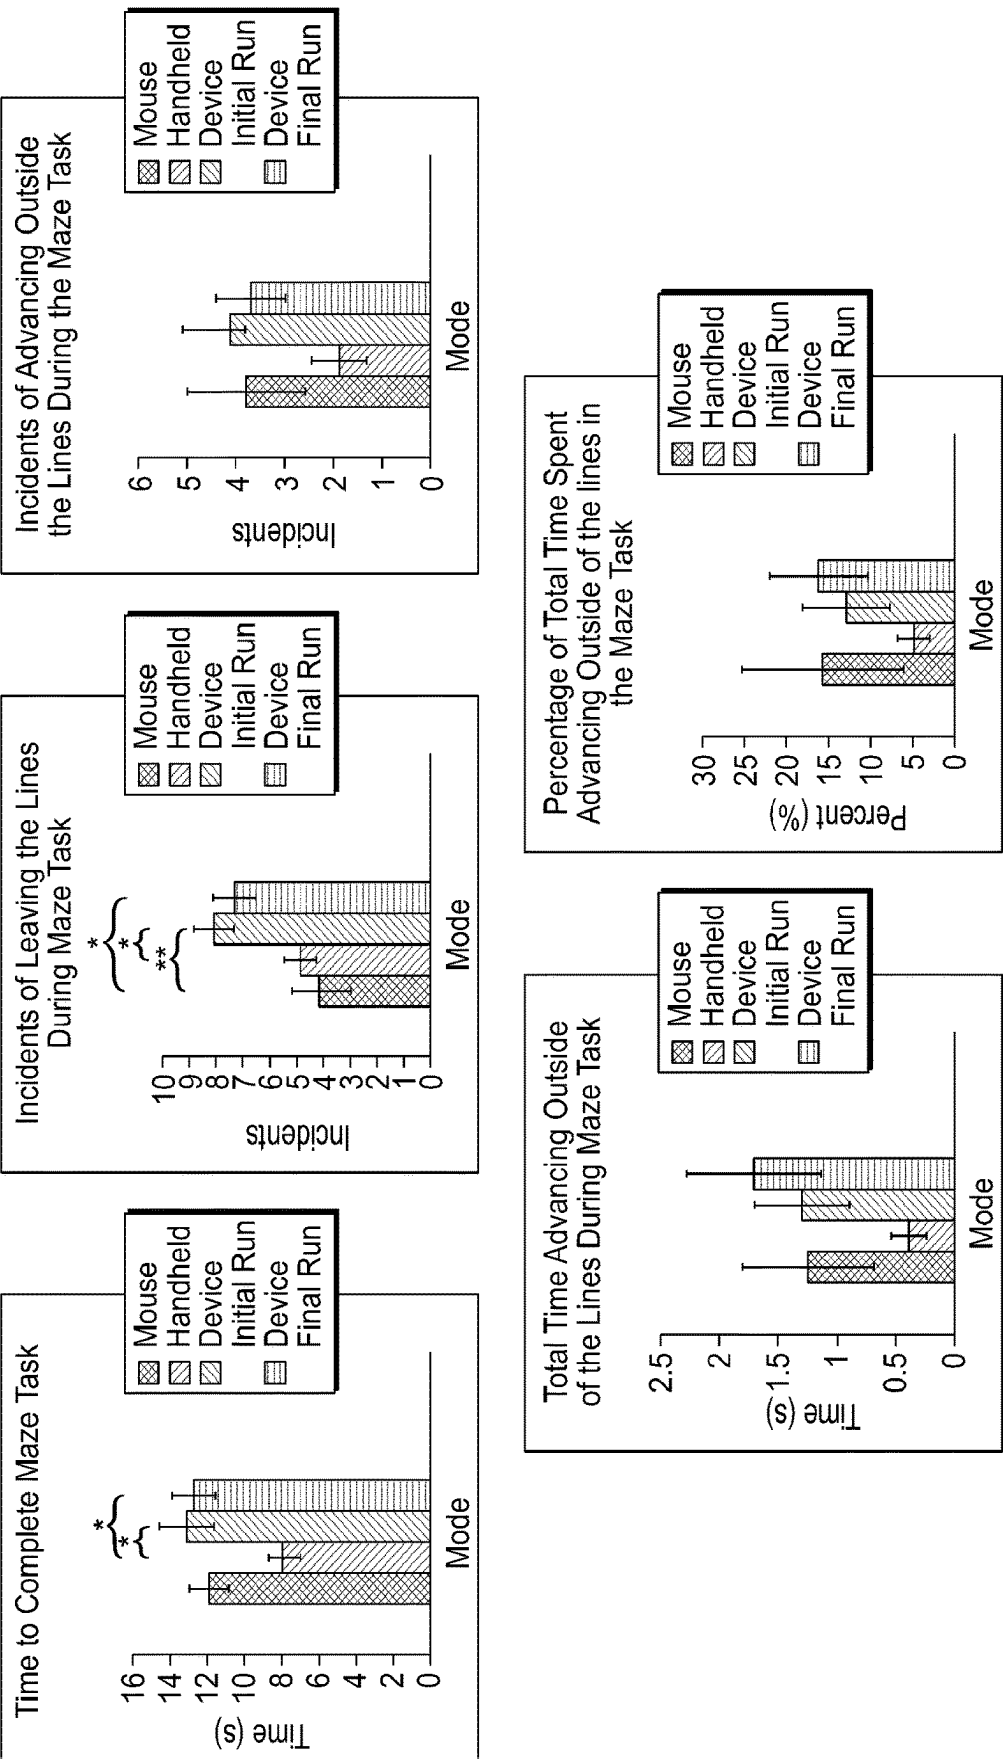 Time to Complete Maze Task
Time (s)
16
14
12
10
8
6
4
2
0
*
*
Mode
Mouse
Handheld
Device
Initial Run
Device
Final Run
Incidents of Leaving the Lines
During Maze Task
Incidents
10
9
8
7
6
5
4
3
2
1
0
*
*
**
Mode
Mouse
Handheld
Device
Initial Run
Device
Final Run
Incidents of Advancing Outside
the Lines During the Maze Task
Incidents
6
5
4
3
2
1
0
Mode
Mouse
Handheld
Device
Initial Run
Device
Final Run
Total Time Advancing Outside
of the Lines During Maze Task
Time (s)
2.5
2
1.5
1
0.5
0
Mode
Mouse
Handheld
Device
Initial Run
Device
Final Run
Percentage of Total Time Spent
Advancing Outside of the lines in
the Maze Task
Percent (%)
30
25
20
15
10
5
0
Mode
Mouse
Handheld
Device
Initial Run
Device
Final Run